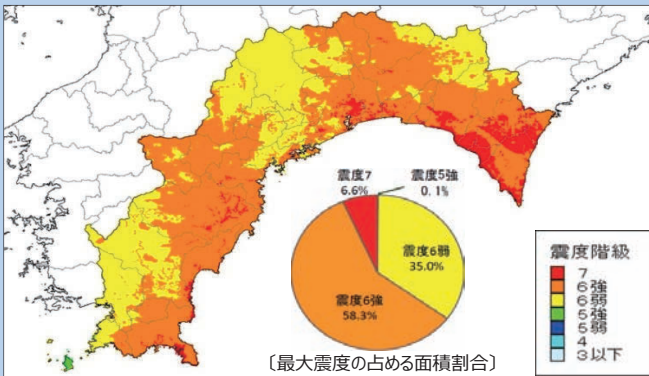 震度7
6.6%
震度5強
0.1%
震度6弱
35.0%
震度6強
58.3%
〔最大震度の占める面積割合〕
震度階級
7
6強
6弱
5強
5弱
4
3以下